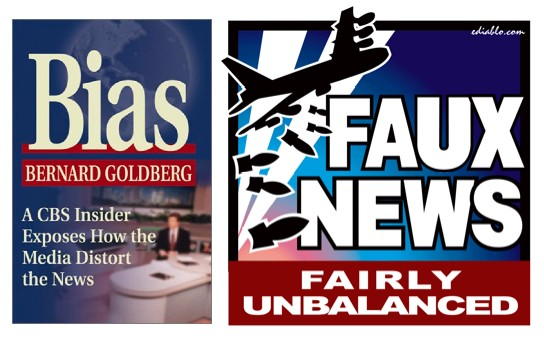 Bias
BERNARD GOLDBERG
A CBS Insider
Exposes How the
Media Distort
the News
ediablo.com
FAUX
NEWS
FAIRLY
UNBALANCED